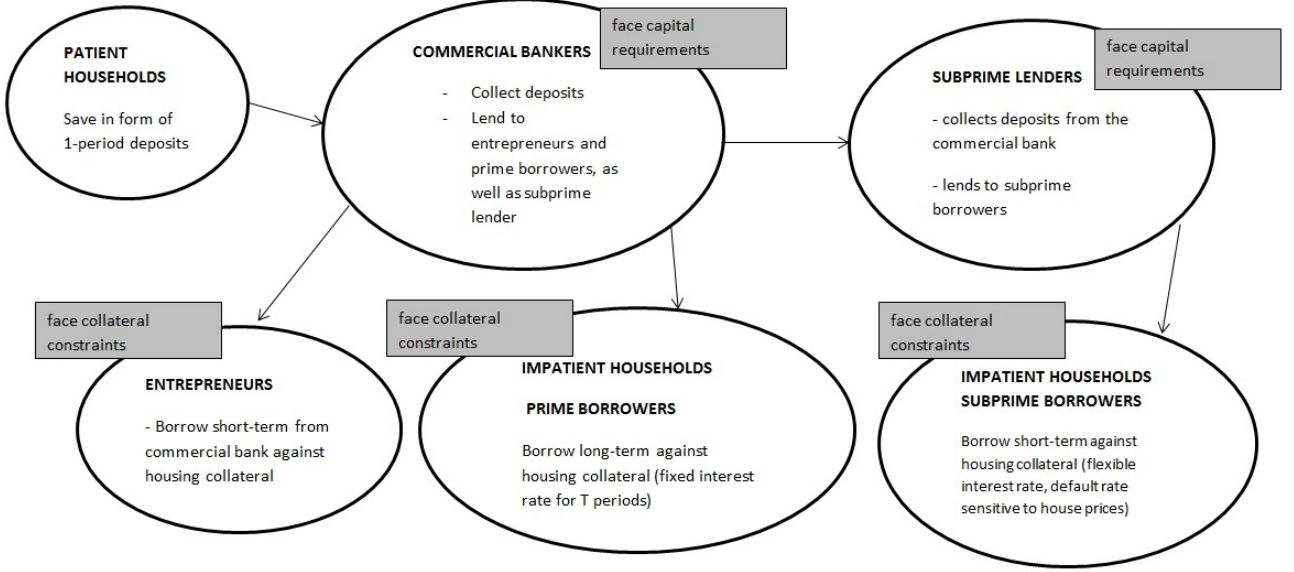 PATIENT
HOUSEHOLDS
Save in form of
1-period deposits
face capital
requirements
COMMERCIAL BANKERS
- Collect deposits
- Lend to
entrepreneurs and
prime borrowers, as
well as subprime
lender
face capital
requirements
SUBPRIME LENDERS
- collects deposits from the
commercial bank
- lends to subprime
borrowers
face collateral
constraints
ENTREPRENEURS
- Borrow short-term from
commercial bank against
housing collateral
face collateral
constraints
IMPATIENT HOUSEHOLDS
PRIME BORROWERS
Borrow long-term against
housing collateral (fixed interest
rate for T periods)
face collateral
constraints
IMPATIENT HOUSEHOLDS
SUBPRIME BORROWERS
Borrow short-term against
housing collateral (flexible
interest rate, default rate
sensitive to house prices)